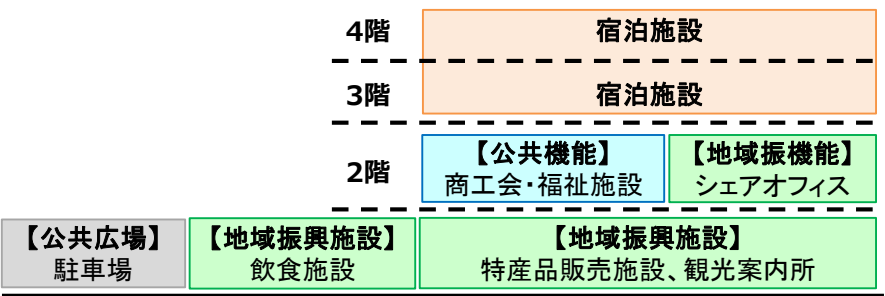 4階 宿泊施設
3階 宿泊施設
2階
【公共機能】
商工会・福祉施設
【地域振機能】
シェアオフィス
【公共広場】
駐車場
【地域振興施設】
飲食施設
【地域振興施設】
特産品販売施設、観光案内所